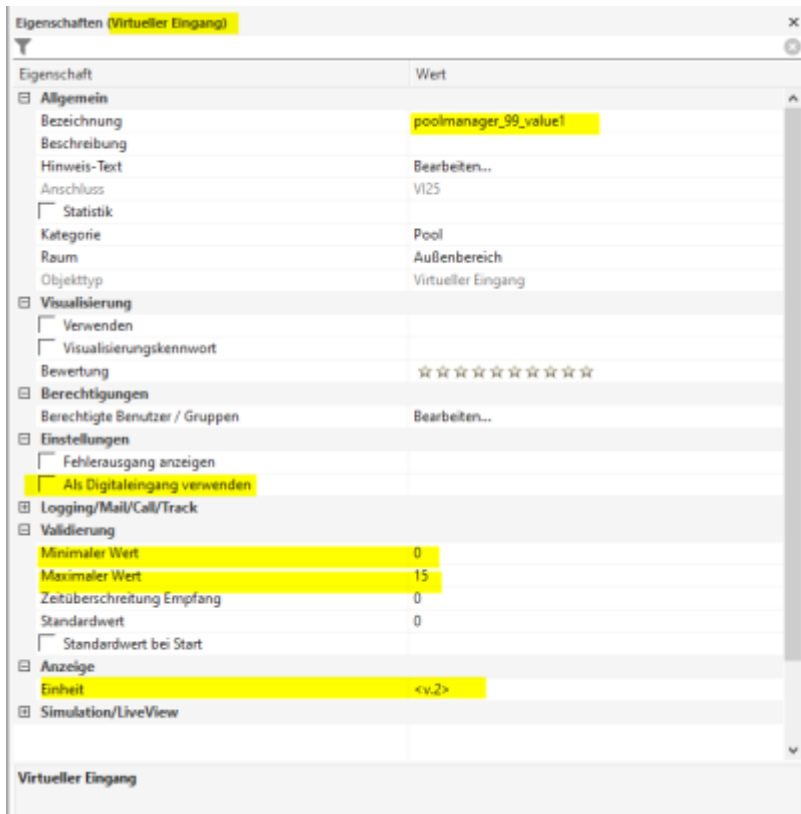 Eigenschaften (Virtueller Eingang)
Eigenschaft Wert
Allgemein
Bezeichnung poolmanager_99_value1
Beschreibung
Hinweis-Text Bearbeiten...
Anschluss VI25
Statistik
Kategorie Pool
Raum Außenbereich
Objekttyp Virtueller Eingang
Visualisierung
Verwenden
Visualisierungskennwort
Bewertung
Berechtigungen
Berechtigte Benutzer / Gruppen Bearbeiten...
Einstellungen
Fehlerausgang anzeigen
Als Digitaleingang verwenden
Logging/Mail/Call/Track
Validierung
Minimaler Wert 0
Maximaler Wert 15
Zeitüberschreitung Empfang 0
Standardwert 0
Standardwert bei Start
Anzeige
Einheit <v.2>
Simulation/LiveView
Virtueller Eingang